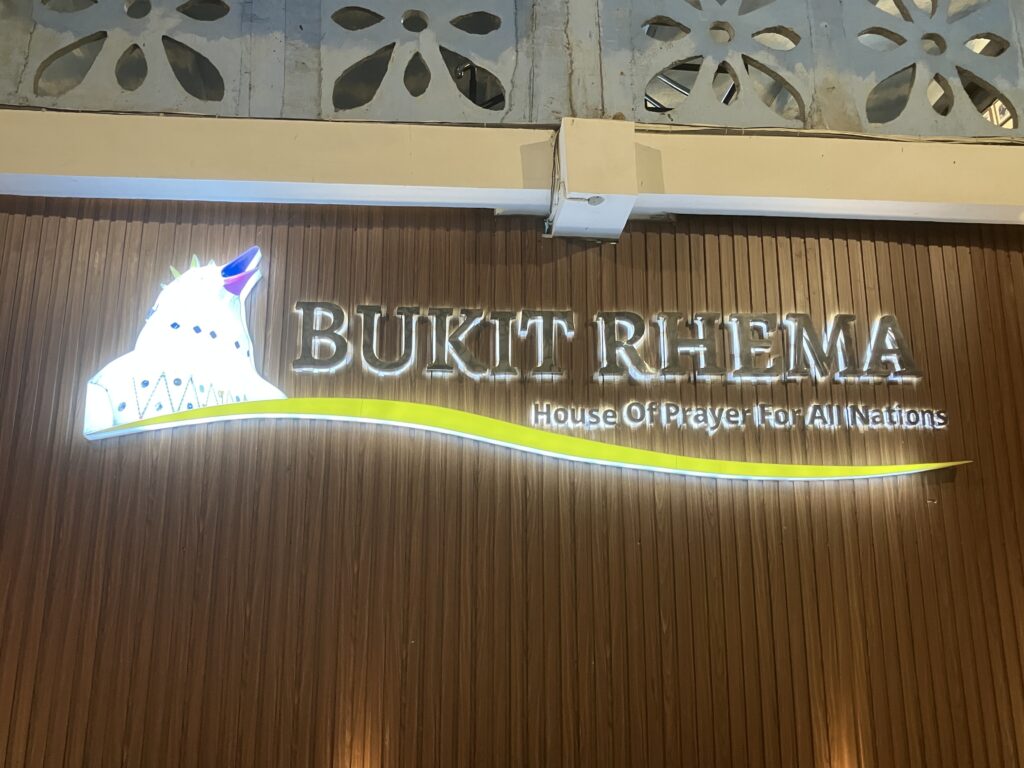 BUKIT RHEMA
House Of Prayer For All Nations